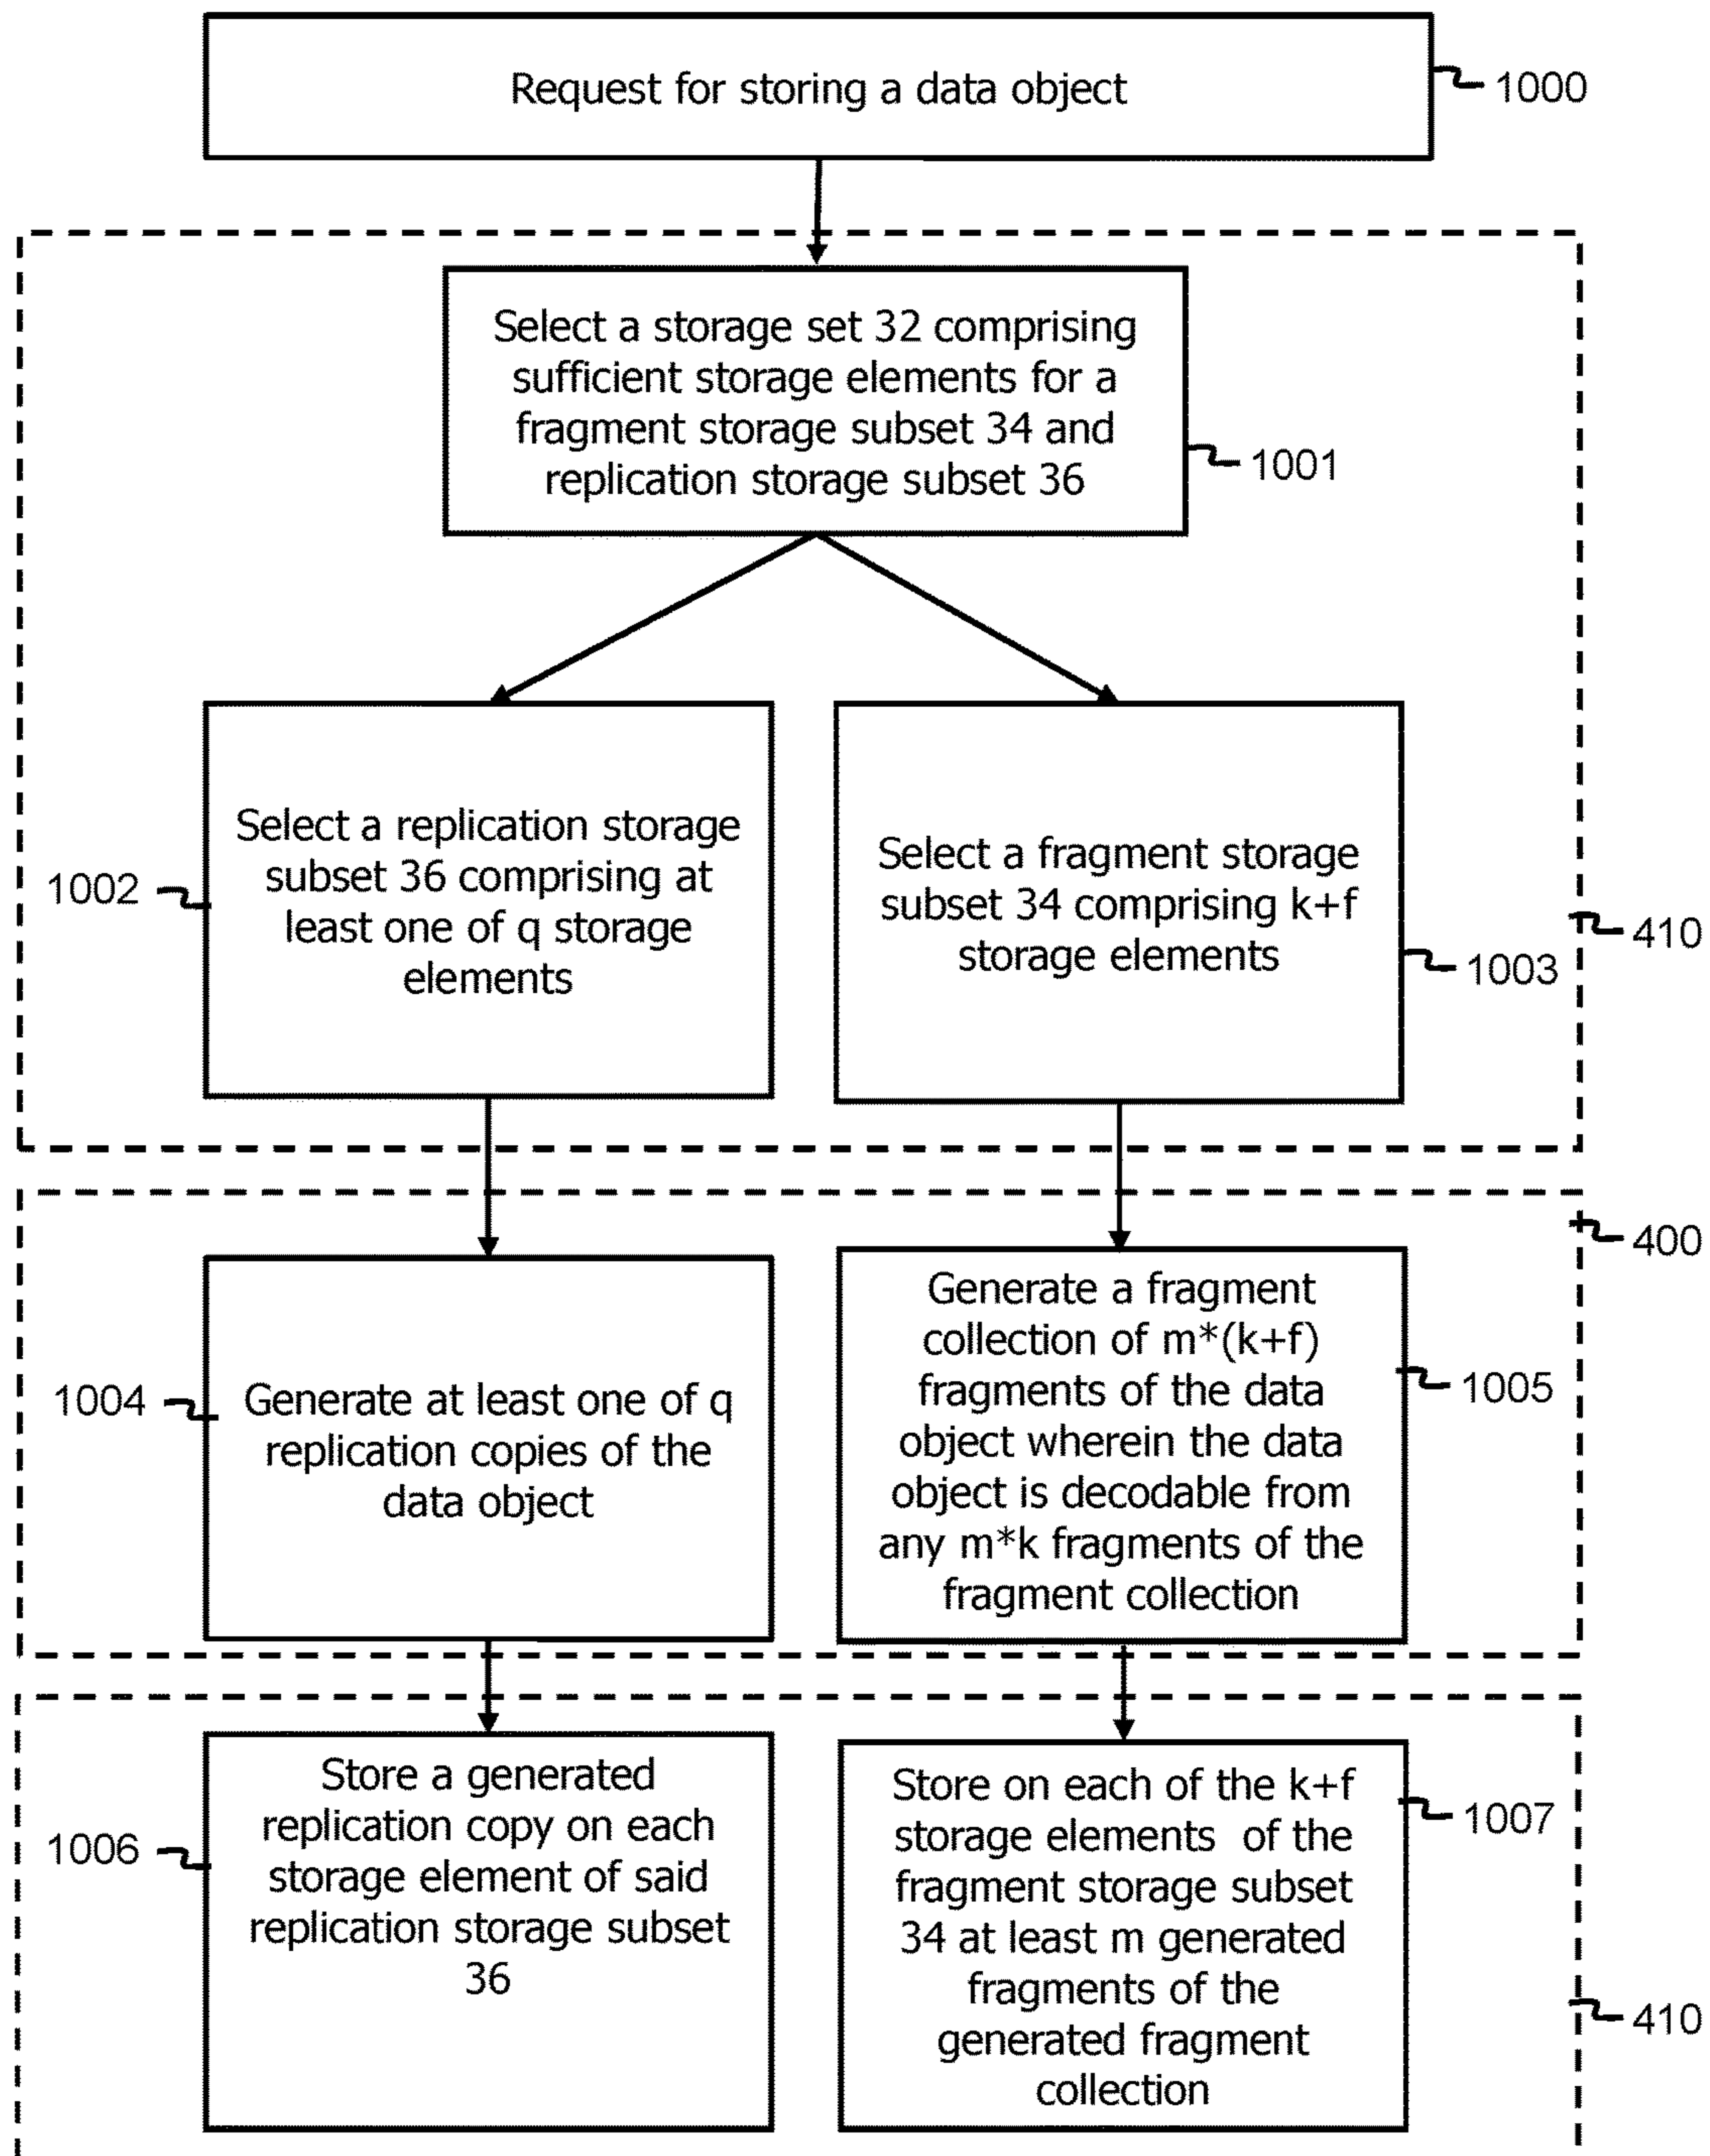 Request for storing a data object
1000
Select a storage set 32 comprising
sufficient storage elements for a
fragment storage subset 34 and
replication storage subset 36
1001
Select a replication storage
subset 36 comprising at
least one of q storage
elements
1002
Select a fragment storage
subset 34 comprising k+f
storage elements
1003
410
400
Generate at least one of q
replication copies of the
data object
1004
Generate a fragment
collection of m*(k+f)
fragments of the data
object wherein the data
object is decodable from
any m*k fragments of the
fragment collection
1005
Store a generated
replication copy on each
storage element of said
replication storage subset
36
1006
Store on each of the k+f
storage elements of the
fragment storage subset
34 at least m generated
fragments of the
generated fragment
collection
1007
410